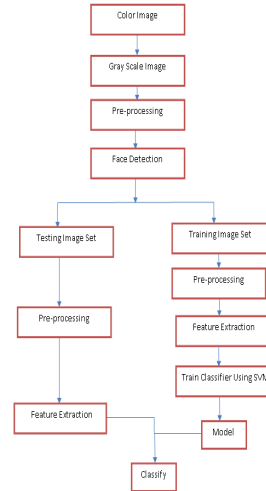 Color Image
Gray Scale Image
Pre-processing
Face Detection
Testing Image Set
Training Image Set
Pre-processing
Pre-processing
Feature Extraction
Train Classifier Using SVM
Feature Extraction
Model
Classify